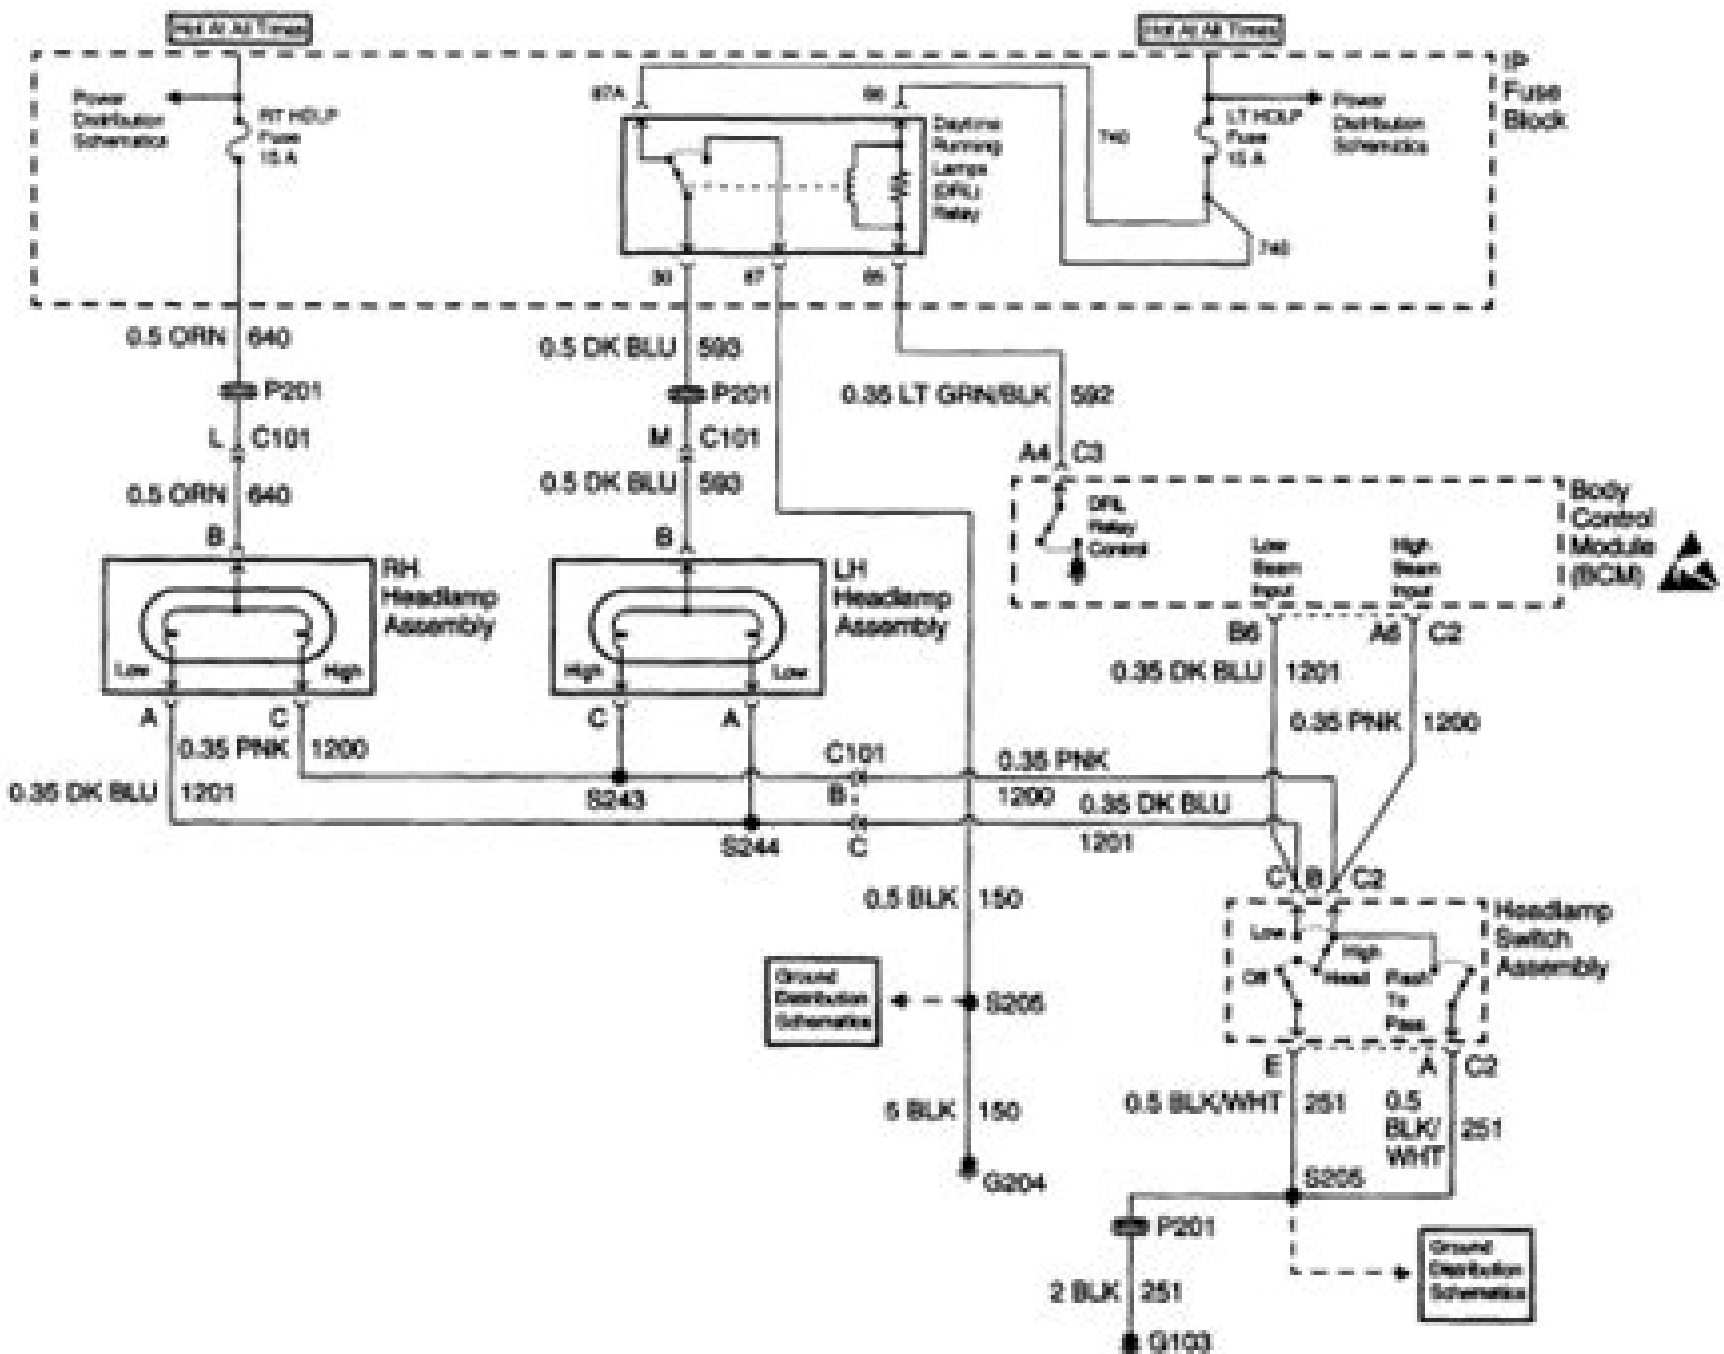 Hot At All Times
Hot At All Times
IP
Fuse
Block
Power
Distribution
Schematics
RT HDLP
Fuse
15 A
87A
86
Daytime
Running
Lamps
(DRL)
Relay
740
LT HDLP
Fuse
15 A
Power
Distribution
Schematics
740
30
87
85
0.5 ORN
640
0.5 DK BLU
593
P201
P201
0.35 LT GRN/BLK
592
L
C101
M
C101
A4
C3
0.5 ORN
640
0.5 DK BLU
593
B
B
DRL
Relay
Control
Low
Beam
Input
High
Beam
Input
Body
Control
Module
(BCM)
RH
Headlamp
Assembly
LH
Headlamp
Assembly
Low
High
High
Low
B6
A6
C2
A
C
C
A
0.35 DK BLU
1201
0.35 PNK
1200
0.35 PNK
1200
0.35 DK BLU
1201
S243
C101
B
0.35 PNK
1200
0.35 DK BLU
1201
S244
C
C
B
C2
0.5 BLK
150
Low
High
Off
Head
Flash
To
Pass
Headlamp
Switch
Assembly
Ground
Distribution
Schematics
S205
E
A
C2
0.5 BLK/WHT
251
0.5
BLK/
WHT
251
5 BLK
150
G204
S205
P201
Ground
Distribution
Schematics
2 BLK
251
G103